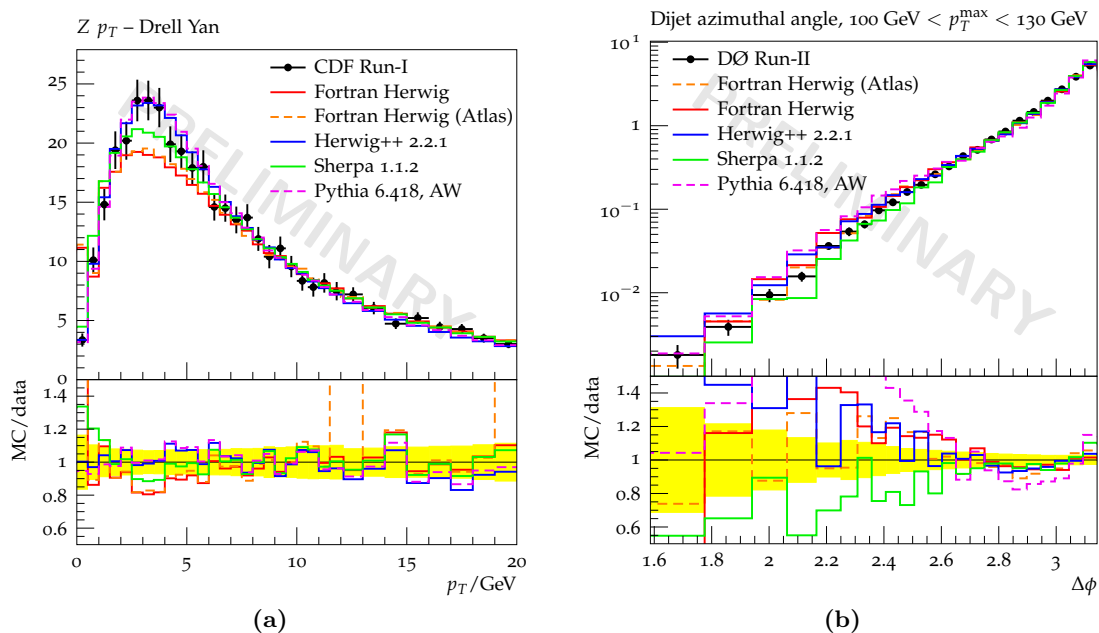 Z pT – Drell Yan
PRELIMINARY
CDF Run-I
Fortran Herwig
Fortran Herwig (Atlas)
Herwig++ 2.2.1
Sherpa 1.1.2
Pythia 6.418, AW
25
20
15
10
5
0
MC/data
1.4
1.2
1
0.8
0.6
0 5 10 15 20
pT/GeV
(a)
Dijet azimuthal angle, 100 GeV < pT^max < 130 GeV
PRELIMINARY
DØ Run-II
Fortran Herwig (Atlas)
Fortran Herwig
Herwig++ 2.2.1
Sherpa 1.1.2
Pythia 6.418, AW
10^1
1
10^−1
10^−2
MC/data
1.4
1.2
1
0.8
0.6
1.6 1.8 2 2.2 2.4 2.6 2.8 3
Δϕ
(b)